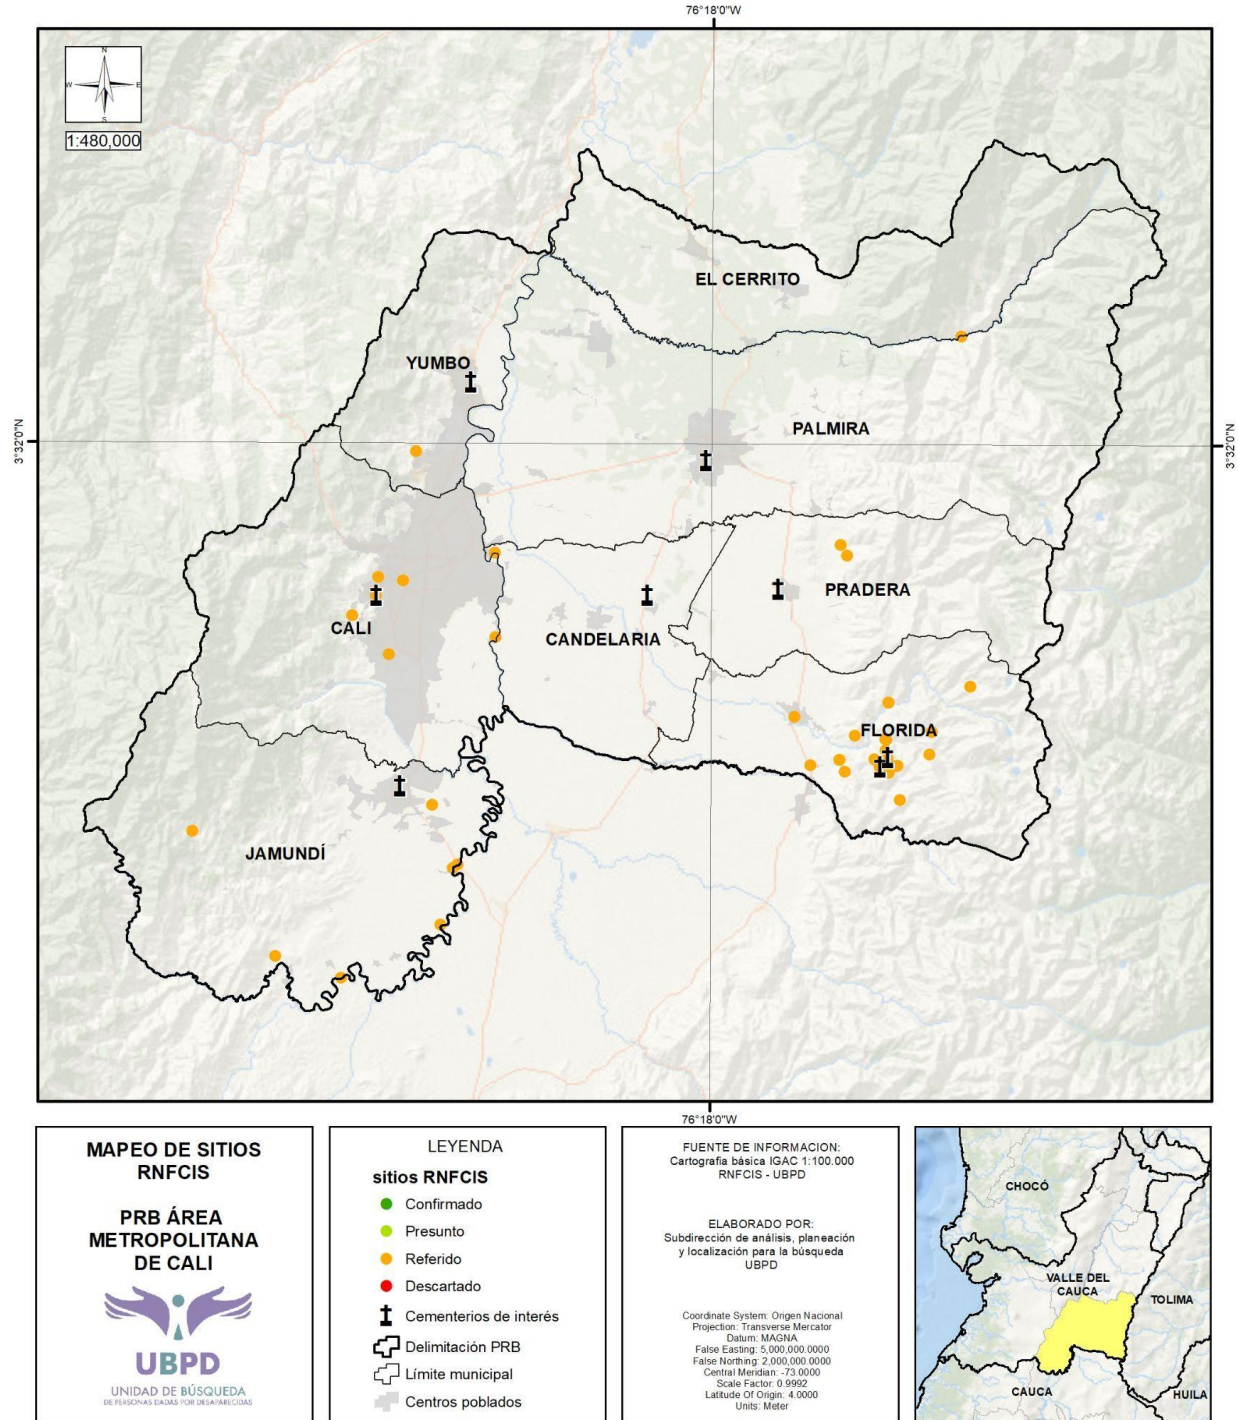 76°18'0"W
N
W
E
S
1:480,000
EL CERRITO
YUMBO
PALMIRA
3°32'0"N
3°32'0"N
PRADERA
CALI
CANDELARIA
FLORIDA
JAMUNDÍ
76°18'0"W
MAPEO DE SITIOS
RNFCIS
PRB ÁREA
METROPOLITANA
DE CALI
UBPD
UNIDAD DE BÚSQUEDA
DE PERSONAS DADAS POR DESAPARECIDAS
LEYENDA
sitios RNFCIS
Confirmado
Presunto
Referido
Descartado
Cementerios de interés
Delimitación PRB
Límite municipal
Centros poblados
FUENTE DE INFORMACION:
Cartografía básica IGAC 1:100.000
RNFCIS - UBPD
ELABORADO POR:
Subdirección de análisis, planeación
y localización para la búsqueda
UBPD
Coordinate System: Origen Nacional
Projection: Transverse Mercator
Datum: MAGNA
False Easting: 5,000,000.0000
False Northing: 2,000,000.0000
Central Meridian: -73.0000
Scale Factor: 0.9992
Latitude Of Origin: 4.0000
Units: Meter
CHOCÓ
VALLE DEL
CAUCA
TOLIMA
CAUCA
HUILA